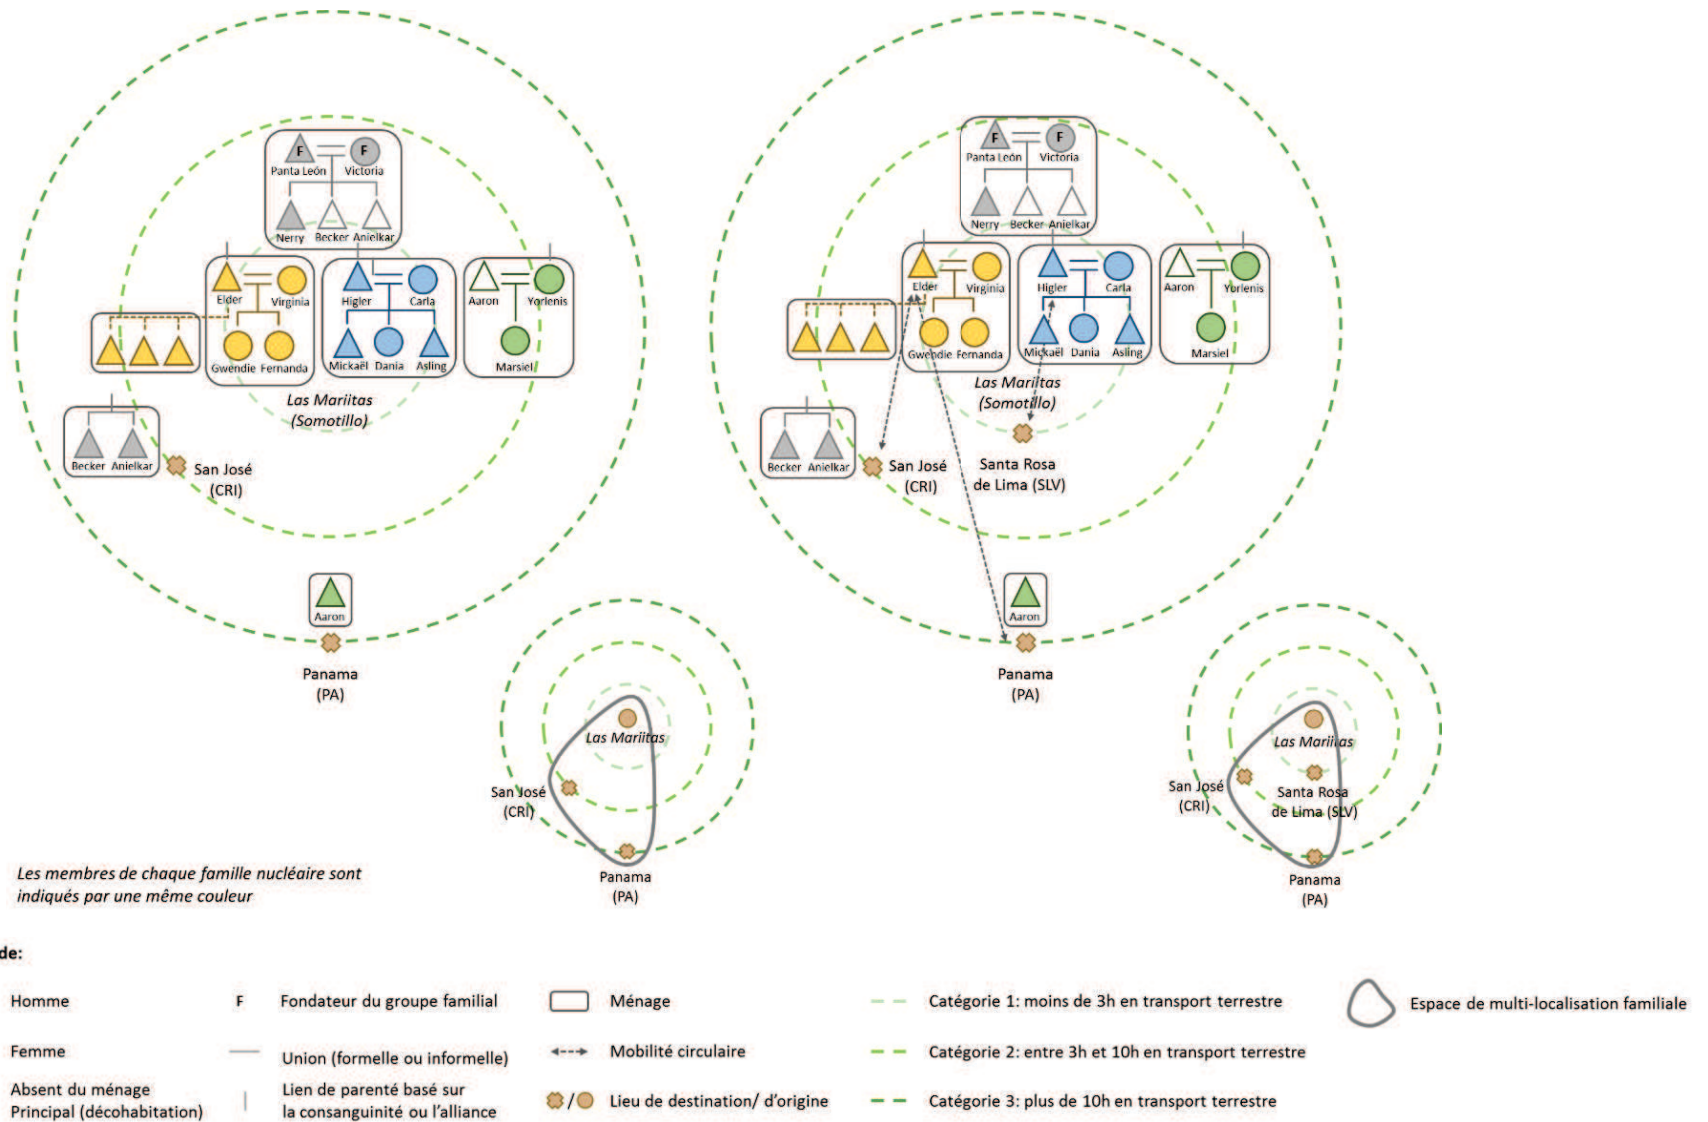 F F
Panta León Victoria
Nerry Becker Anielkar
Elder Virginia
Gwendie Fernanda
Higler Carla
Mickaël Dania Asling
Aaron Yorlenis
Marsiel
Las Mariitas
(Somotillo)
Becker Anielkar
San José
(CRI)
Aaron
Panama
(PA)
Las Mariitas
San José
(CRI)
Panama
(PA)
F F
Panta León Victoria
Nerry Becker Anielkar
Elder Virginia
Gwendie Fernanda
Higler Carla
Mickaël Dania Asling
Aaron Yorlenis
Marsiel
Las Mariitas
(Somotillo)
Becker Anielkar
San José
(CRI)
Santa Rosa
de Lima (SLV)
Aaron
Panama
(PA)
Las Mariitas
San José
(CRI)
Santa Rosa
de Lima (SLV)
Panama
(PA)
Les membres de chaque famille nucléaire sont
indiqués par une même couleur
de:
Homme
Femme
Absent du ménage
Principal (décohabitation)
F Fondateur du groupe familial
Union (formelle ou informelle)
Lien de parenté basé sur
la consanguinité ou l'alliance
Ménage
Mobilité circulaire
/ Lieu de destination/ d'origine
Catégorie 1: moins de 3h en transport terrestre
Catégorie 2: entre 3h et 10h en transport terrestre
Catégorie 3: plus de 10h en transport terrestre
Espace de multi-localisation familiale